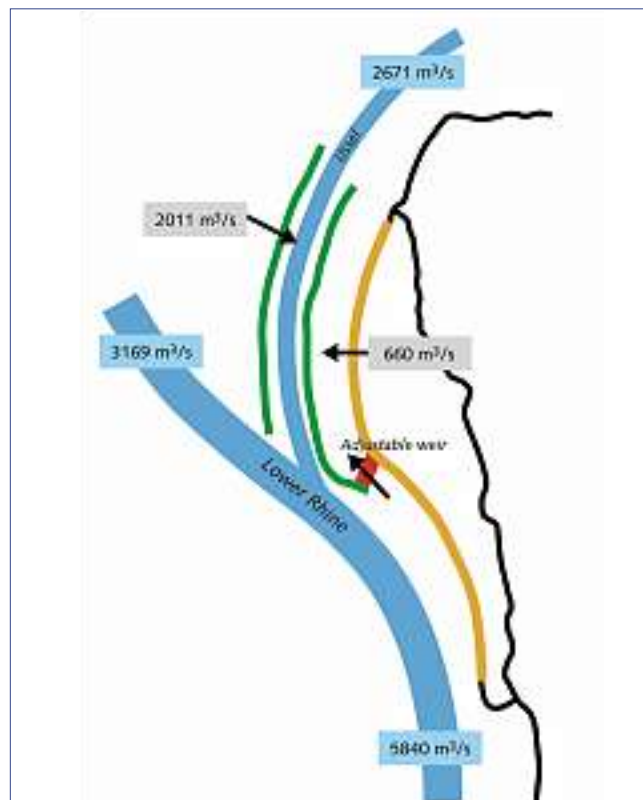 2671 m³/s
IJssel
2011 m³/s
3169 m³/s
660 m³/s
Adjustable weir
Lower Rhine
5840 m³/s